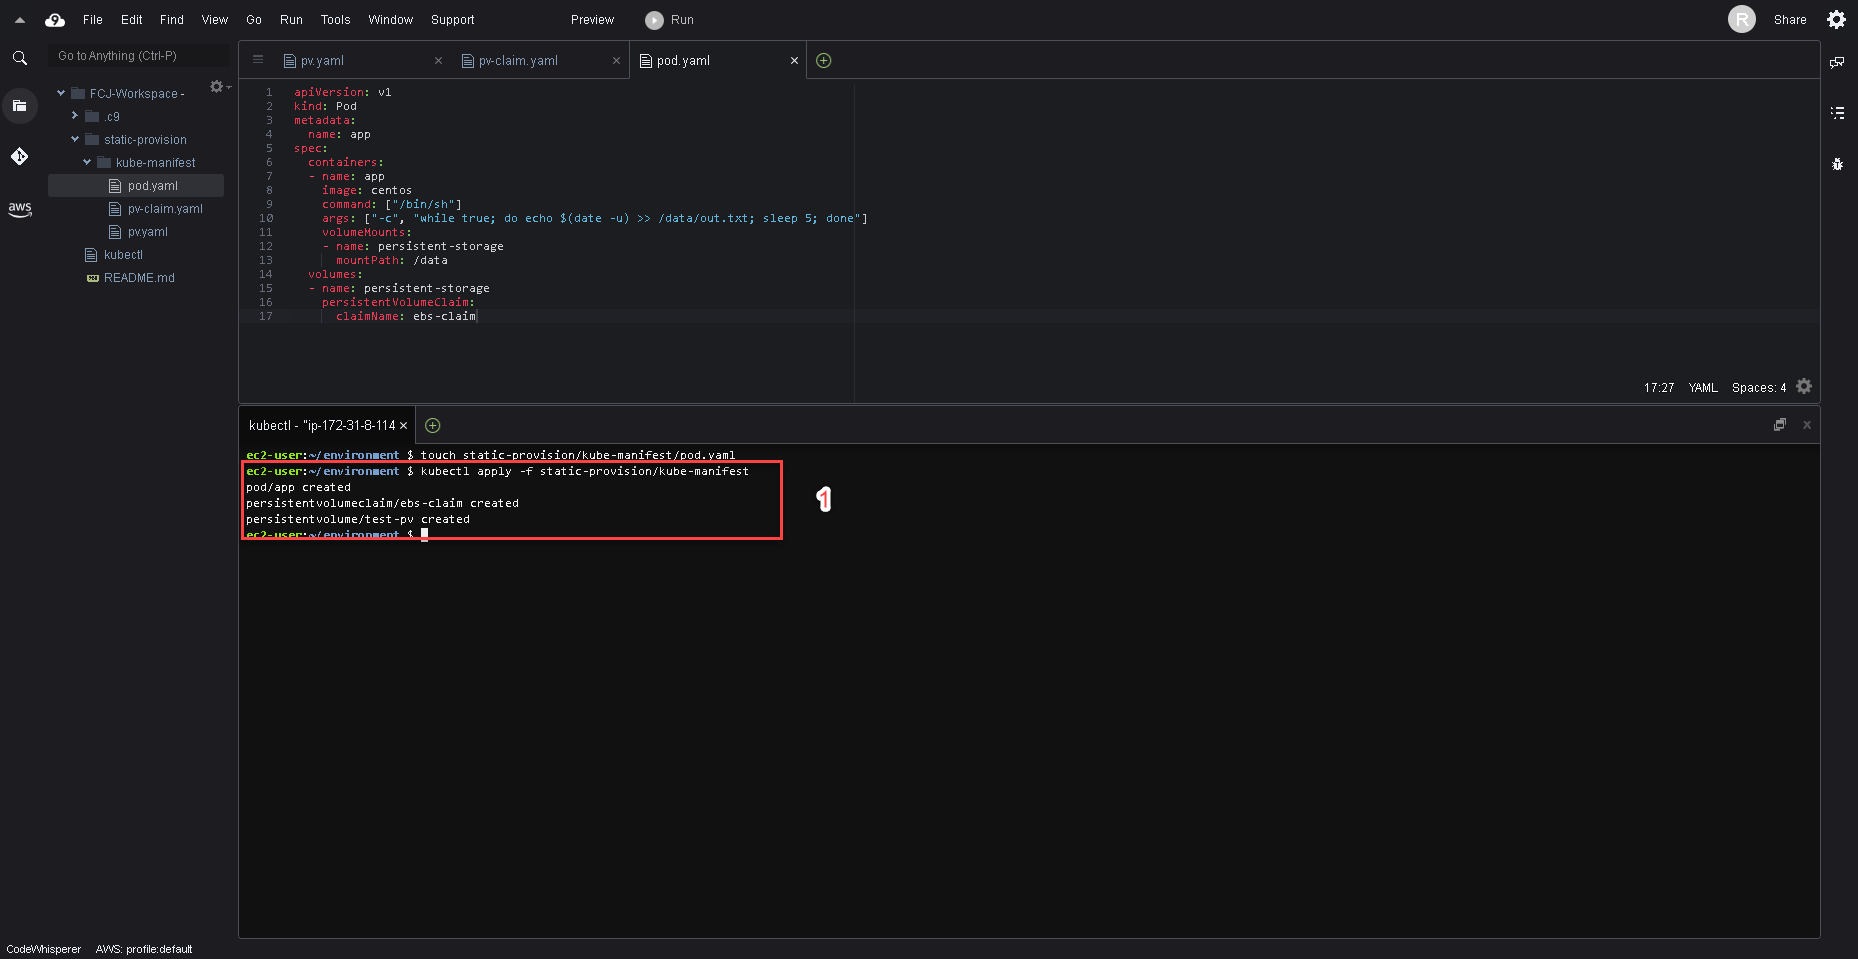 File Edit Find View Go Run Tools Window Support Preview Run R Share
Go to Anything (Ctrl-P)
FCJ-Workspace -
.c9
static-provision
kube-manifest
pod.yaml
pv-claim.yaml
pv.yaml
kubectl
README.md
aws
pv.yaml pv-claim.yaml pod.yaml
1 apiVersion: v1
2 kind: Pod
3 metadata:
4 name: app
5 spec:
6 containers:
7 - name: app
8 image: centos
9 command: ["/bin/sh"]
10 args: ["-c", "while true; do echo $(date -u) >> /data/out.txt; sleep 5; done"]
11 volumeMounts:
12 - name: persistent-storage
13 mountPath: /data
14 volumes:
15 - name: persistent-storage
16 persistentVolumeClaim:
17 claimName: ebs-claim
17:27 YAML Spaces: 4
kubectl - "ip-172-31-8-114
ec2-user:~/environment $ touch static-provision/kube-manifest/pod.yaml
ec2-user:~/environment $ kubectl apply -f static-provision/kube-manifest
pod/app created
persistentvolumeclaim/ebs-claim created
persistentvolume/test-pv created
ec2-user:~/environment $
1
CodeWhisperer AWS: profile:default